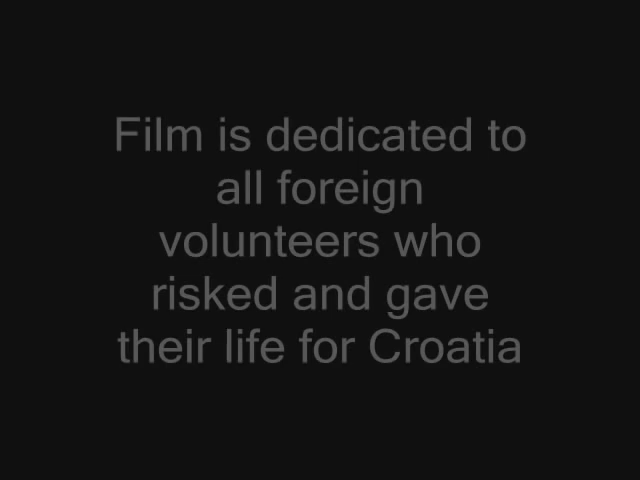 Film is dedicated to
all foreign
volunteers who
risked and gave
their life for Croatia